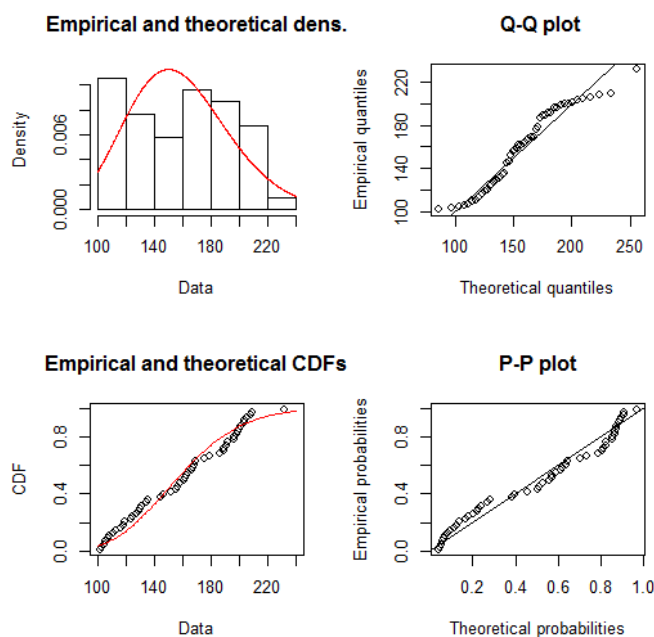 Empirical and theoretical dens.
Density
0.000 0.006
100 140 180 220
Data
Q-Q plot
Empirical quantiles
100 140 180 220
100 150 200 250
Theoretical quantiles
Empirical and theoretical CDFs
CDF
0.0 0.4 0.8
100 140 180 220
Data
P-P plot
Empirical probabilities
0.0 0.4 0.8
0.2 0.4 0.6 0.8 1.0
Theoretical probabilities